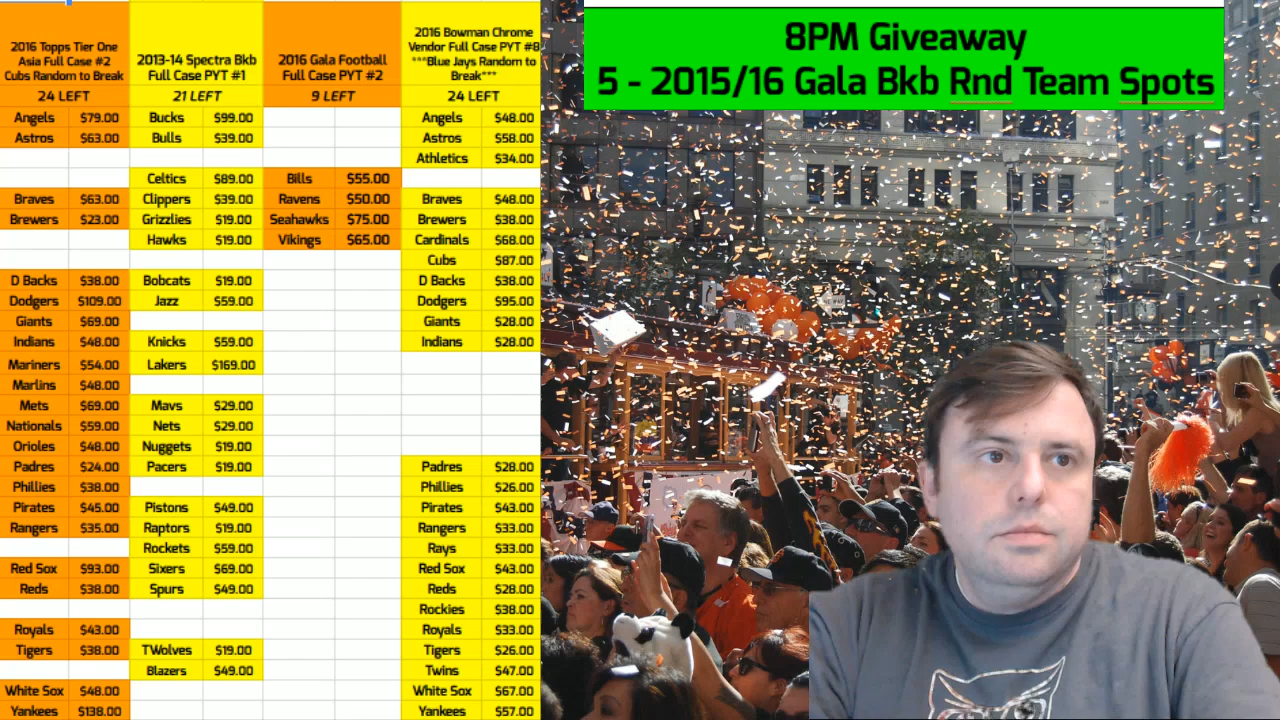 2016 Topps Tier One
Asia Full Case #2
Cubs Random to Break
24 LEFT
Angels $79.00
Astros $63.00
Braves $63.00
Brewers $23.00
D Backs $38.00
Dodgers $109.00
Giants $69.00
Indians $48.00
Mariners $54.00
Marlins $48.00
Mets $69.00
Nationals $59.00
Orioles $48.00
Padres $24.00
Phillies $38.00
Pirates $45.00
Rangers $35.00
Red Sox $93.00
Reds $38.00
Royals $43.00
Tigers $38.00
White Sox $48.00
Yankees $138.00
2013-14 Spectra Bkb
Full Case PYT #1
21 LEFT
Bucks $99.00
Bulls $39.00
Celtics $89.00
Clippers $39.00
Grizzlies $19.00
Hawks $19.00
Bobcats $19.00
Jazz $59.00
Knicks $59.00
Lakers $169.00
Mavs $29.00
Nets $29.00
Nuggets $19.00
Pacers $19.00
Pistons $49.00
Raptors $19.00
Rockets $59.00
Sixers $69.00
Spurs $49.00
TWolves $19.00
Blazers $49.00
2016 Gala Football
Full Case PYT #2
9 LEFT
Bills $55.00
Ravens $50.00
Seahawks $75.00
Vikings $65.00
2016 Bowman Chrome
Vendor Full Case PYT #8
***Blue Jays Random to
Break***
24 LEFT
Angels $48.00
Astros $58.00
Athletics $34.00
Braves $48.00
Brewers $38.00
Cardinals $68.00
Cubs $87.00
D Backs $38.00
Dodgers $95.00
Giants $28.00
Indians $28.00
Padres $28.00
Phillies $26.00
Pirates $43.00
Rangers $33.00
Rays $33.00
Red Sox $43.00
Reds $28.00
Rockies $38.00
Royals $33.00
Tigers $26.00
Twins $47.00
White Sox $67.00
Yankees $57.00
8PM Giveaway
5 - 2015/16 Gala Bkb Rnd Team Spots